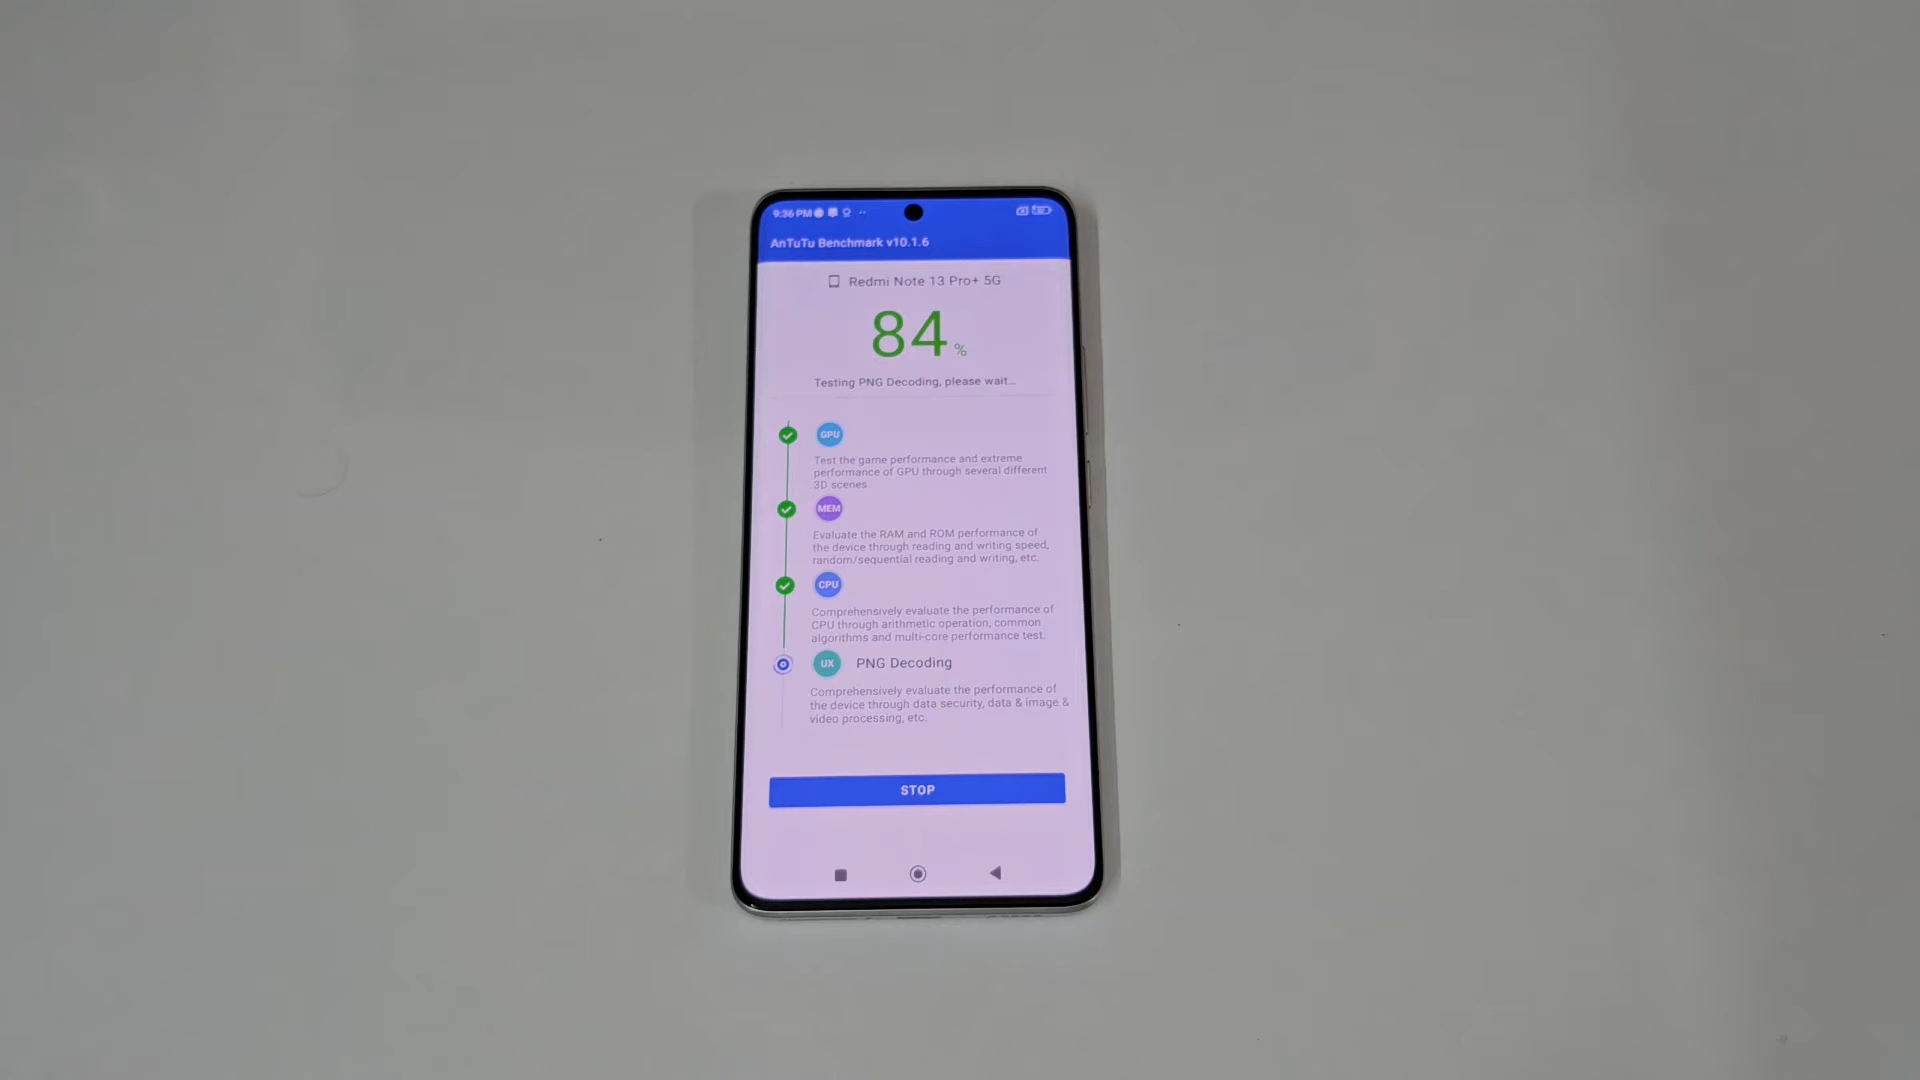 9:36 PM
AnTuTu Benchmark v10.1.6
Redmi Note 13 Pro+ 5G
84%
Testing PNG Decoding, please wait...
GPU
Test the game performance and extreme
performance of GPU through several different
3D scenes
MEM
Evaluate the RAM and ROM performance of
the device through reading and writing speed,
random/sequential reading and writing, etc.
CPU
Comprehensively evaluate the performance of
CPU through arithmetic operation, common
algorithms and multi-core performance test.
UX PNG Decoding
Comprehensively evaluate the performance of
the device through data security, data & image &
video processing, etc.
STOP